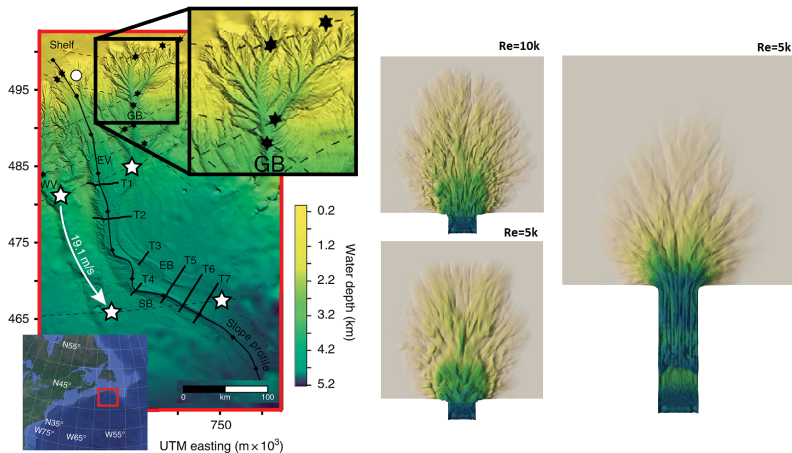 Shelf
495
485
475
465
GB
GB
EV
WV
T1
T2
T3
T4
EB
T5
T6
T7
SB
19.1 m/s
Slope profile
0 km 100
750
UTM easting (m × 10³)
0.2
1.2
2.2
3.2
4.2
5.2
Water depth (km)
N55°
N45°
N35°
W75°
W65°
W55°
Re=10k
Re=5k
Re=5k